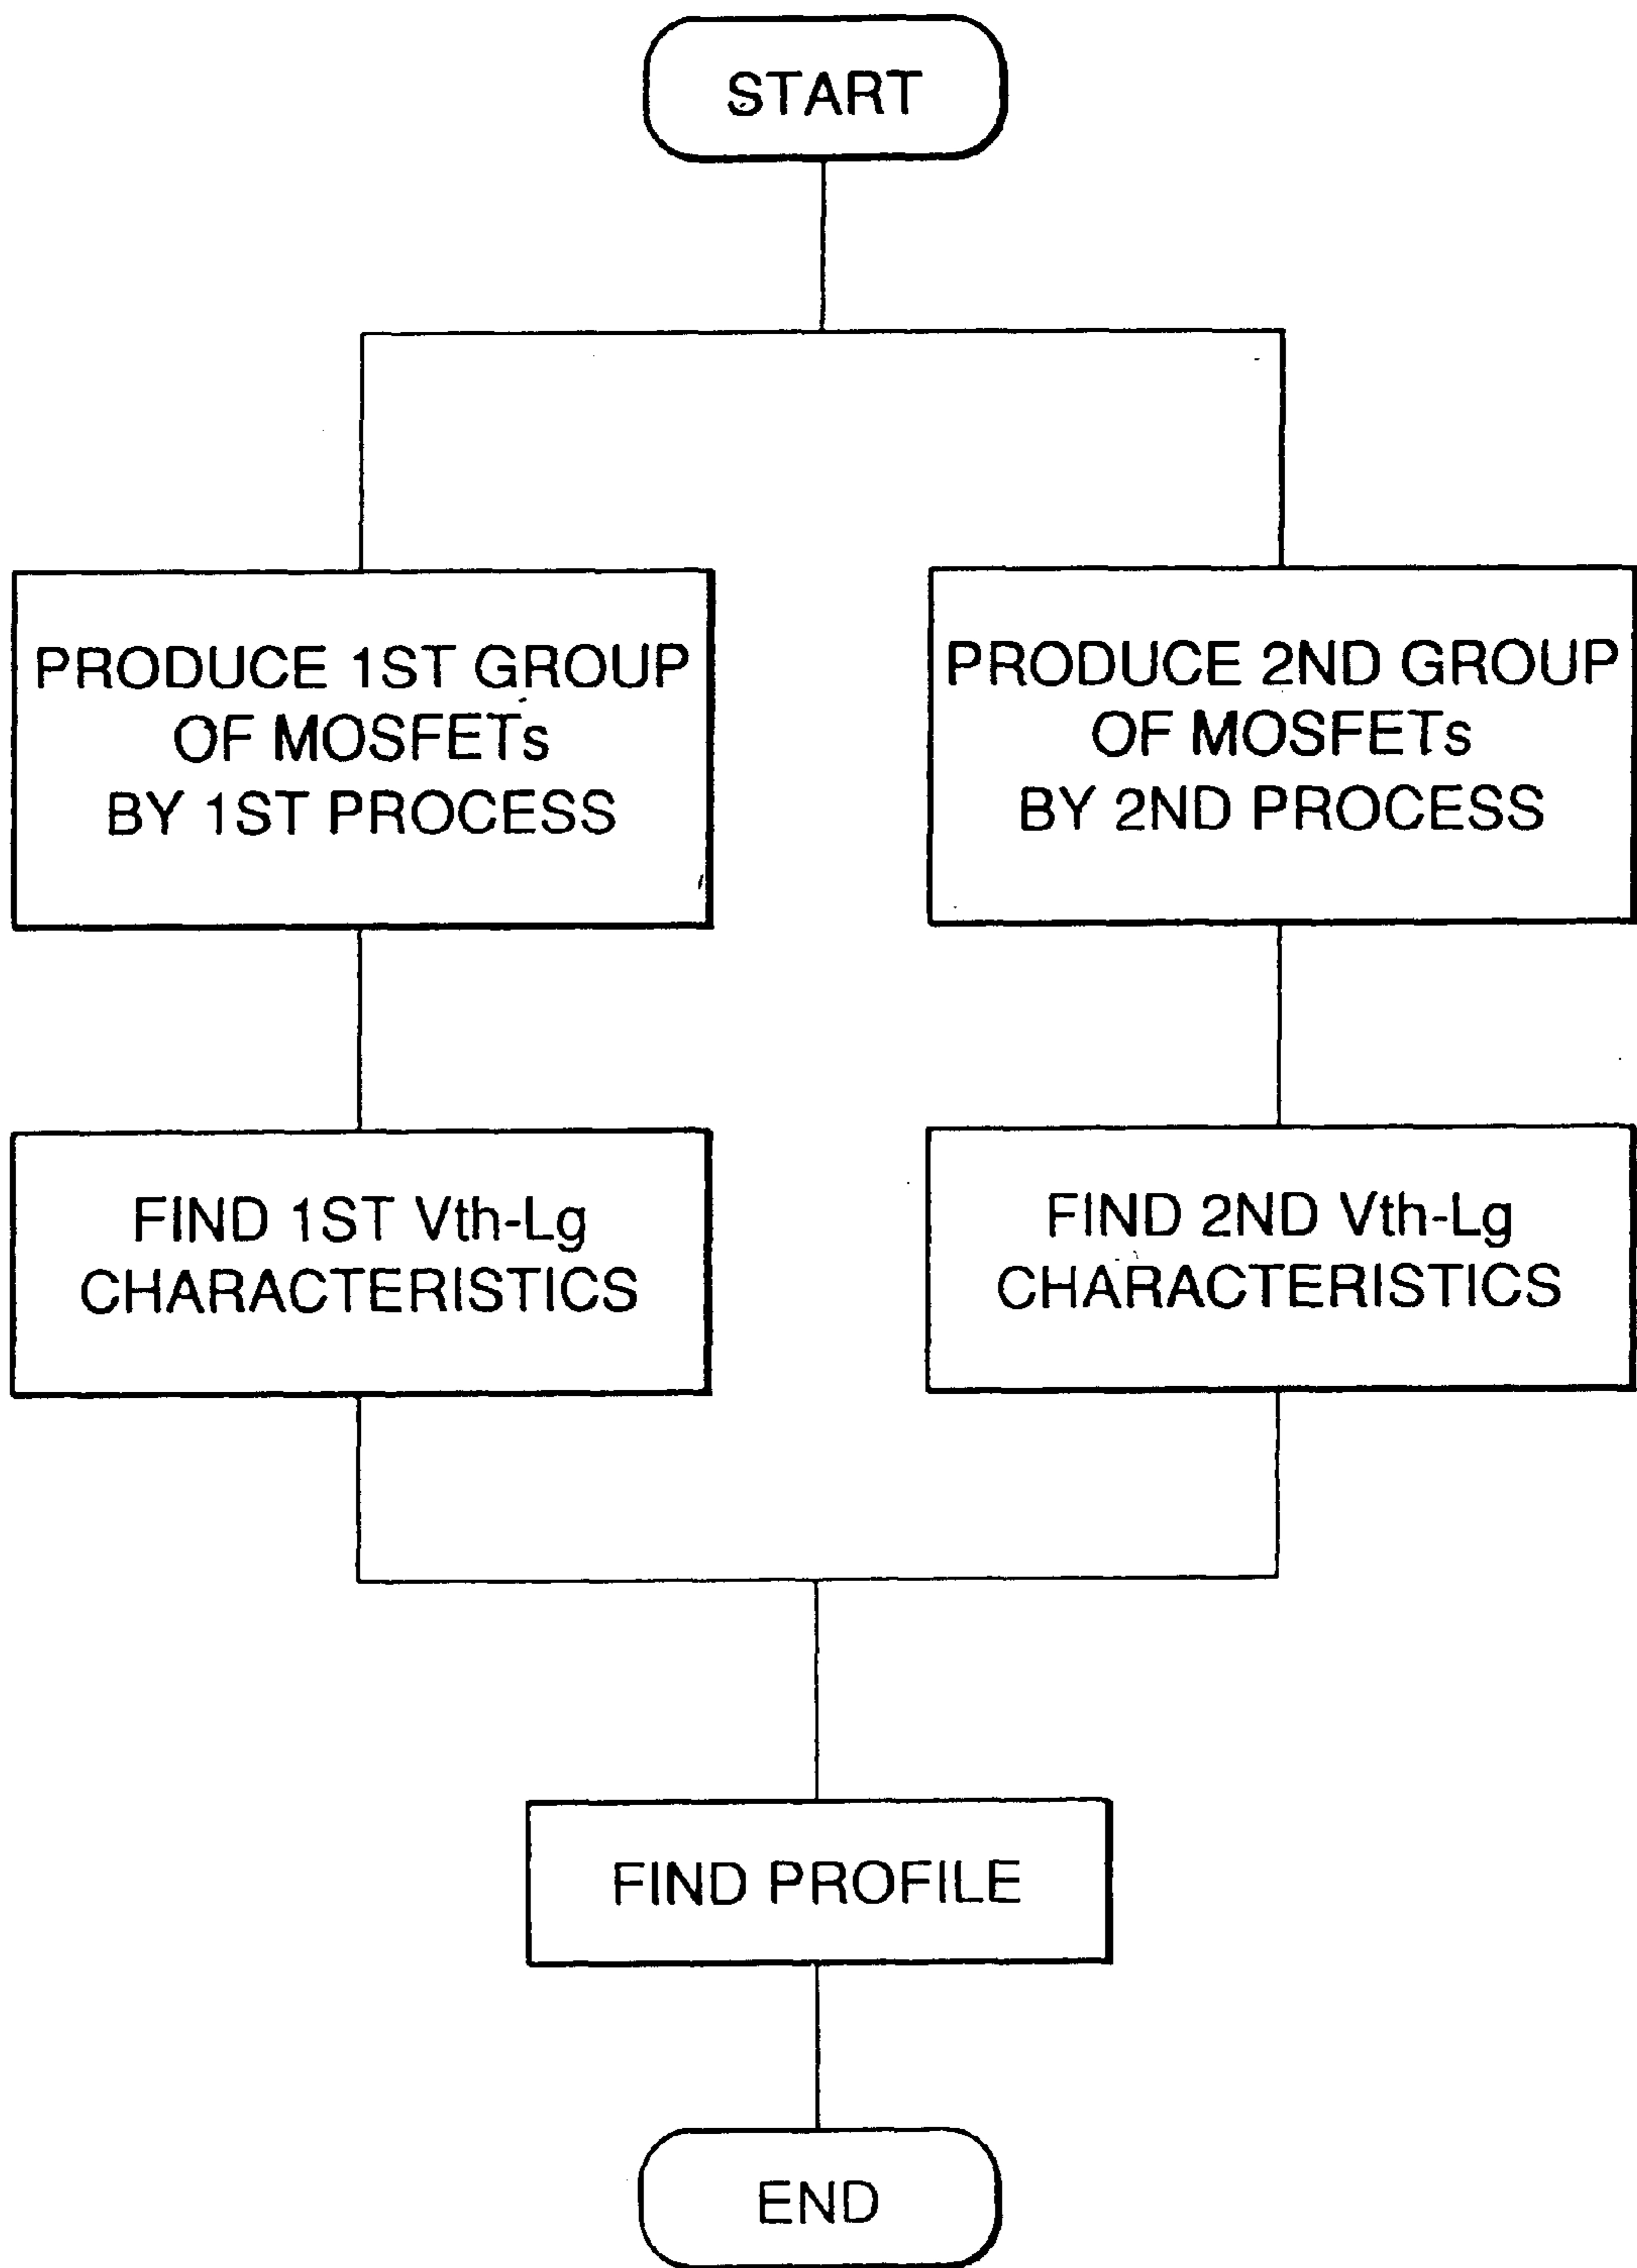 START
PRODUCE 1ST GROUP
OF MOSFETs
BY 1ST PROCESS
PRODUCE 2ND GROUP
OF MOSFETs
BY 2ND PROCESS
FIND 1ST Vth-Lg
CHARACTERISTICS
FIND 2ND Vth-Lg
CHARACTERISTICS
FIND PROFILE
END